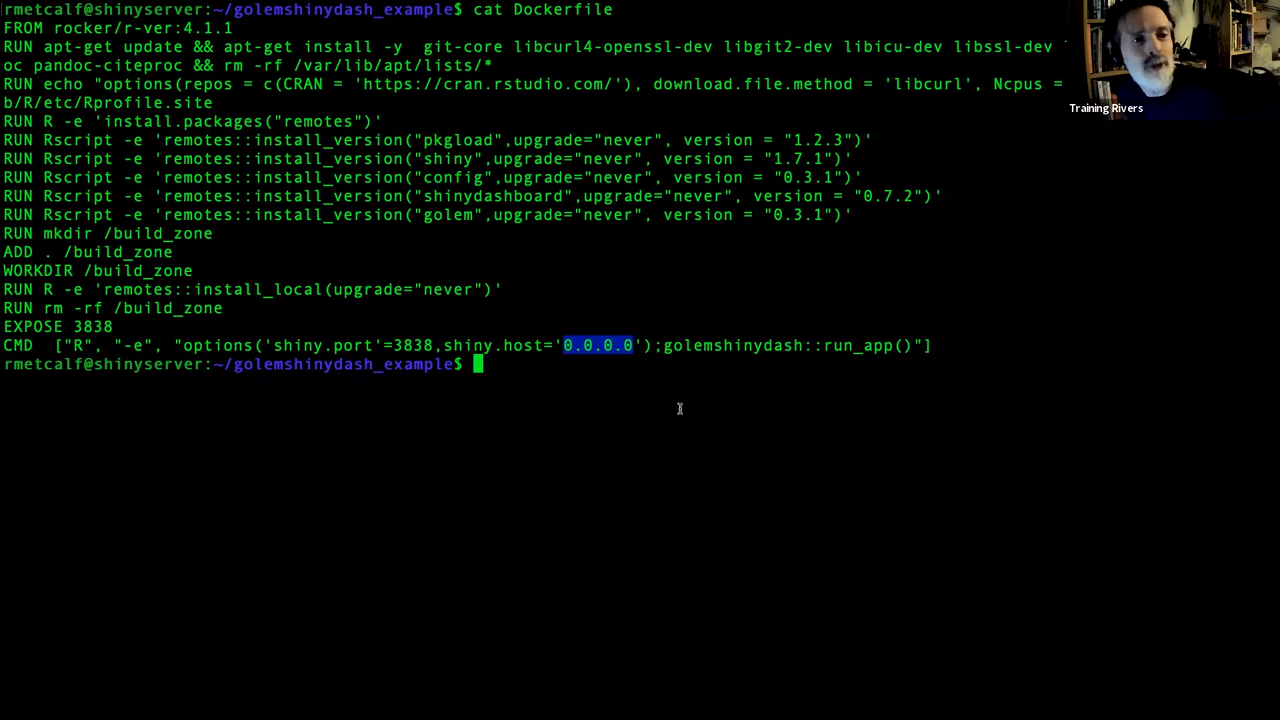 rmetcalf@shinyserver:~/golemshinydash_example$ cat Dockerfile
FROM rocker/r-ver:4.1.1
RUN apt-get update && apt-get install -y  git-core libcurl4-openssl-dev libgit2-dev libicu-dev libssl-dev
oc pandoc-citeproc && rm -rf /var/lib/apt/lists/*
RUN echo "options(repos = c(CRAN = 'https://cran.rstudio.com/'), download.file.method = 'libcurl', Ncpus =
b/R/etc/Rprofile.site
RUN R -e 'install.packages("remotes")'
RUN Rscript -e 'remotes::install_version("pkgload",upgrade="never", version = "1.2.3")'
RUN Rscript -e 'remotes::install_version("shiny",upgrade="never", version = "1.7.1")'
RUN Rscript -e 'remotes::install_version("config",upgrade="never", version = "0.3.1")'
RUN Rscript -e 'remotes::install_version("shinydashboard",upgrade="never", version = "0.7.2")'
RUN Rscript -e 'remotes::install_version("golem",upgrade="never", version = "0.3.1")'
RUN mkdir /build_zone
ADD . /build_zone
WORKDIR /build_zone
RUN R -e 'remotes::install_local(upgrade="never")'
RUN rm -rf /build_zone
EXPOSE 3838
CMD  ["R", "-e", "options('shiny.port'=3838,shiny.host='0.0.0.0');golemshinydash::run_app()"]
rmetcalf@shinyserver:~/golemshinydash_example$
Training Rivers